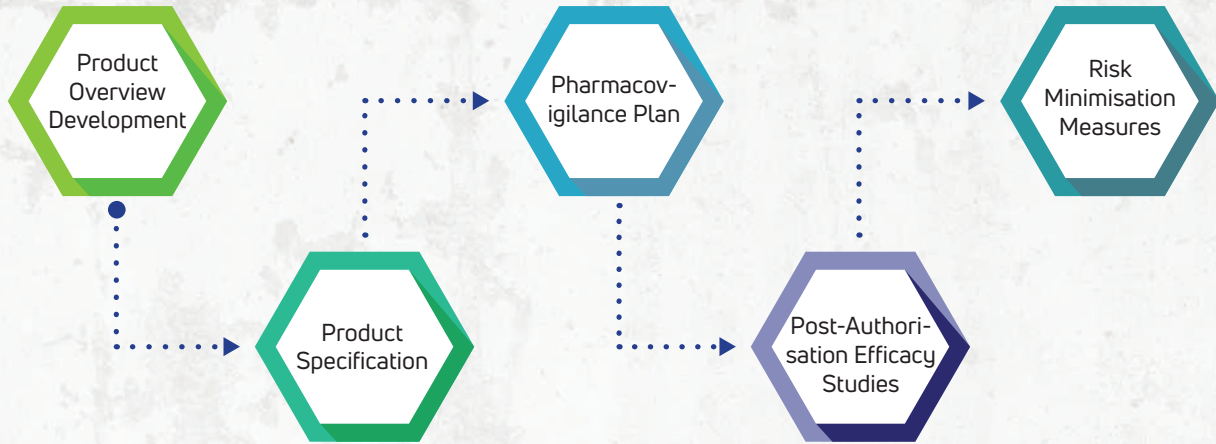 Product
Overview
Development
Product
Specification
Pharmacov-
igilance Plan
Post-Authori-
sation Efficacy
Studies
Risk
Minimisation
Measures